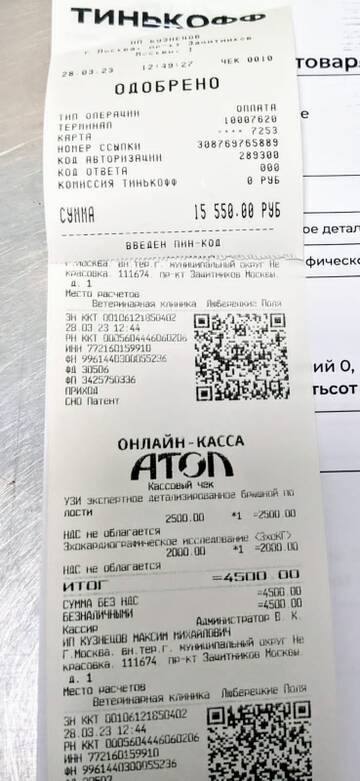 ТИНЬКОФФ
ИП КУЗНЕЦОВ
Г.Москва, пр-кт Защитников
Москвы, 1
28.03.23 12:49:27 ЧЕК 0010
ОДОБРЕНО
ТИП ОПЕРАЦИИ ОПЛАТА
ТЕРМИНАЛ 10007620
КАРТА **** 7253
НОМЕР ССЫЛКИ 308769765889
КОД АВТОРИЗАЦИИ 289300
КОД ОТВЕТА 000
КОМИССИЯ ТИНЬКОФФ 0 РУБ
СУММА 15 550.00 РУБ
ВВЕДЕН ПИН-КОД
Г.Москва, вн.тер.г. муниципальный округ Не
красовка, 111674, пр-кт Защитников Москвы,
д. 1
Место расчетов
Ветеринарная клиника Люберецкие Поля
ЗН ККТ 00106121850402
28.03.23 12:44
РН ККТ 0005604446060206
ИНН 772160159910
ФН 9961440300055236
ФД 30506
ФП 3425750336
ПРИХОД
СНО Патент
ОНЛАЙН-КАССА
АТОЛ
Кассовый чек
УЗИ экспертное детализированное брюшной по
лости
2500.00 *1 =2500.00
НДС не облагается
Эхокардиографическое исследование <ЭхоКГ>
2000.00 *1 =2000.00
НДС не облагается
ИТОГ =4500.00
СУММА БЕЗ НДС =4500.00
БЕЗНАЛИЧНЫМИ =4500.00
Кассир Администратор В. К.
ИП КУЗНЕЦОВ МАКСИМ МИХАЙЛОВИЧ
Г.Москва, вн.тер.г. муниципальный округ Не
красовка, 111674, пр-кт Защитников Москвы,
д. 1
Место расчетов
Ветеринарная клиника Люберецкие Поля
ЗН ККТ 00106121850402
28.03.23 12:44
РН ККТ 0005604446060206
ИНН 772160159910
ФН 9961440300055236
товар
е
ое детал
фическо
ий 0,
тьсот